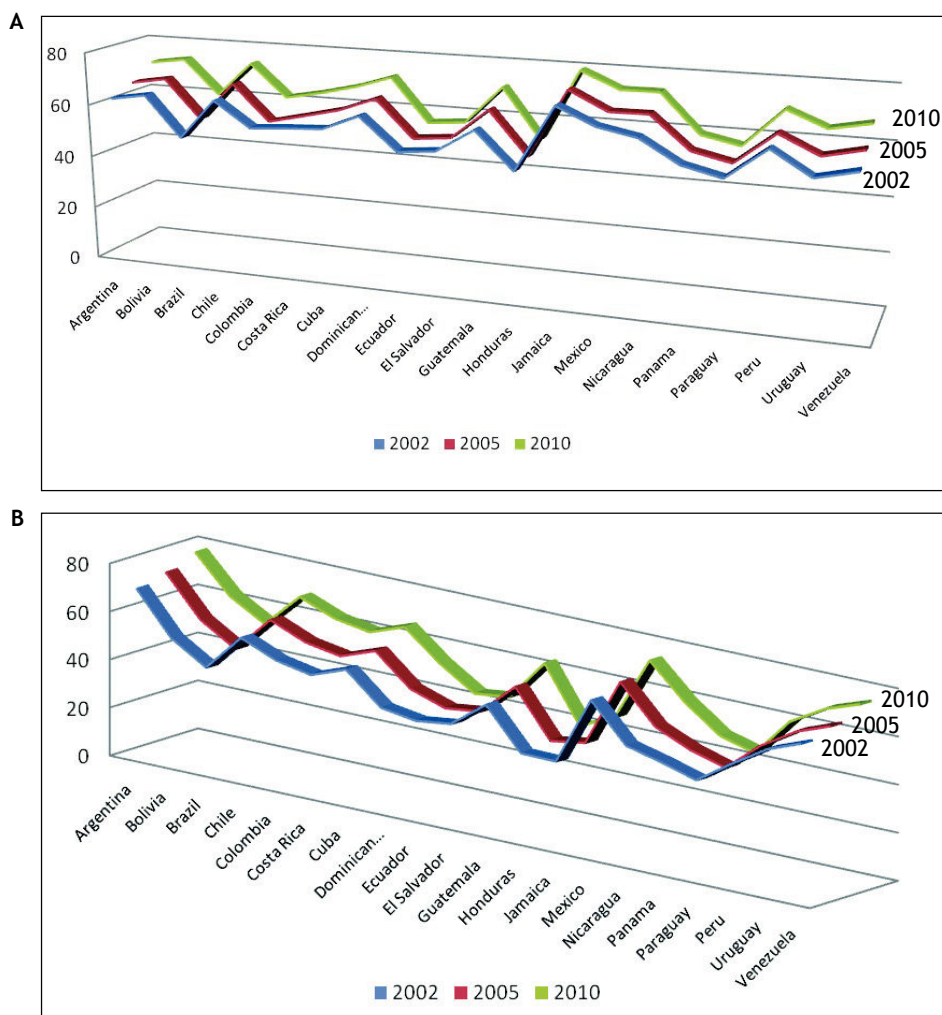 A
80
60
40
20
0
2010
2005
2002
Argentina
Bolivia
Brazil
Chile
Colombia
Costa Rica
Cuba
Dominican...
Ecuador
El Salvador
Guatemala
Honduras
Jamaica
Mexico
Nicaragua
Panama
Paraguay
Peru
Uruguay
Venezuela
2002 2005 2010
B
80
60
40
20
0
2010
2005
2002
Argentina
Bolivia
Brazil
Chile
Colombia
Costa Rica
Cuba
Dominican...
Ecuador
El Salvador
Guatemala
Honduras
Jamaica
Mexico
Nicaragua
Panama
Paraguay
Peru
Uruguay
Venezuela
2002 2005 2010